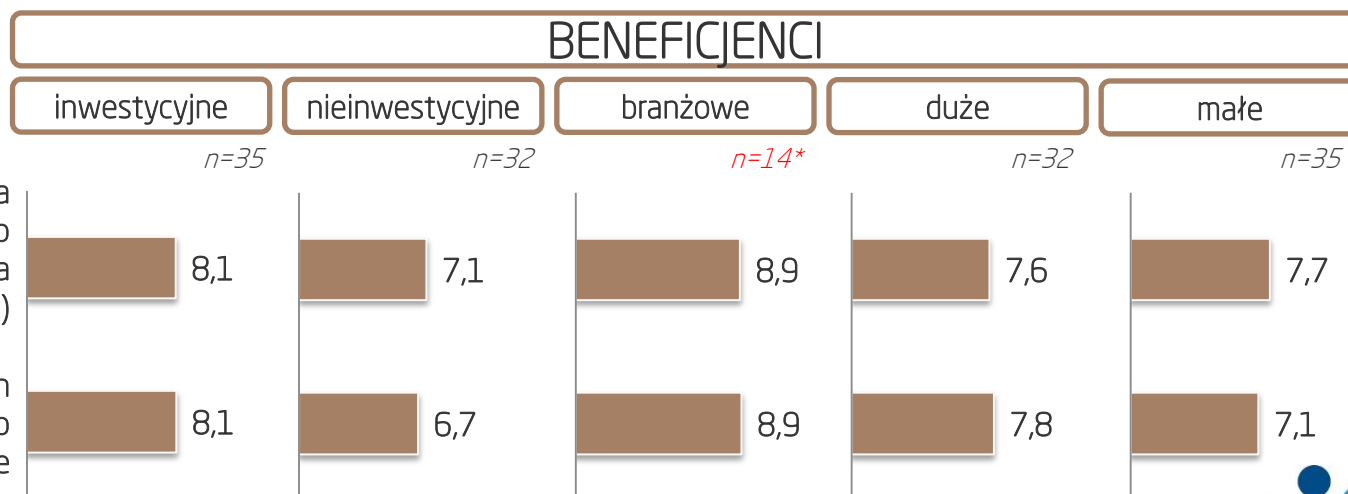 BENEFICJENCI
inwestycyjne nieinwestycyjne branżowe duże małe
n=35 n=32 n=14* n=32 n=35
8,1 7,1 8,9 7,6 7,7
8,1 6,7 8,9 7,8 7,1